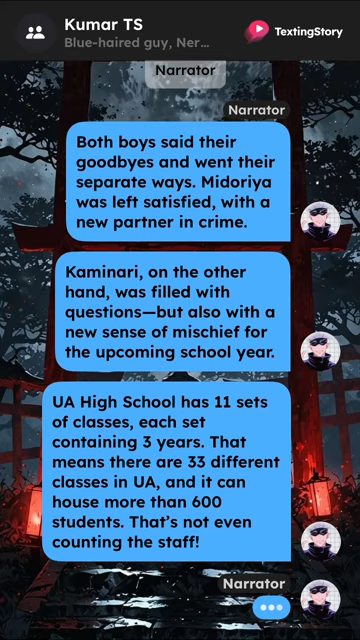 Kumar TS
Blue-haired guy, Ner...
TextingStory
Narrator
Narrator
Both boys said their
goodbyes and went their
separate ways. Midoriya
was left satisfied, with a
new partner in crime.
Kaminari, on the other
hand, was filled with
questions—but also with a
new sense of mischief for
the upcoming school year.
UA High School has 11 sets
of classes, each set
containing 3 years. That
means there are 33 different
classes in UA, and it can
house more than 600
students. That's not even
counting the staff!
Narrator